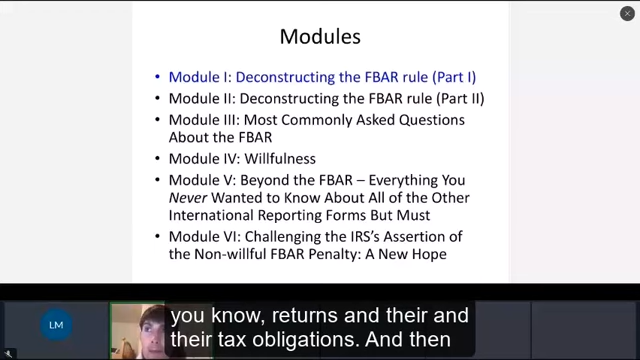 Modules
• Module I: Deconstructing the FBAR rule (Part I)
• Module II: Deconstructing the FBAR rule (Part II)
• Module III: Most Commonly Asked Questions
About the FBAR
• Module IV: Willfulness
• Module V: Beyond the FBAR – Everything You
Never Wanted to Know About All of the Other
International Reporting Forms But Must
• Module VI: Challenging the IRS's Assertion of
the Non-willful FBAR Penalty: A New Hope
LM
you know, returns and their and
their tax obligations. And then